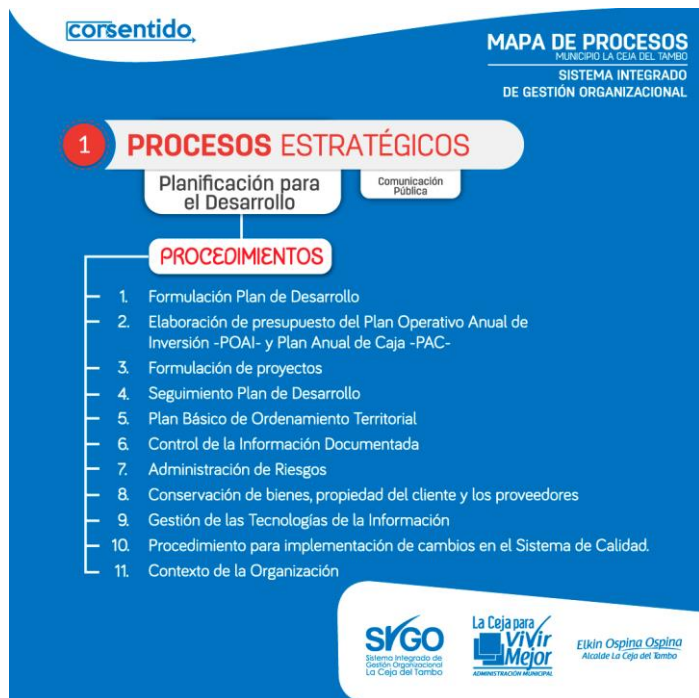 corsentido
MAPA DE PROCESOS
MUNICIPIO LA CEJA DEL TAMBO
SISTEMA INTEGRADO
DE GESTIÓN ORGANIZACIONAL
1 PROCESOS ESTRATÉGICOS
Planificación para
el Desarrollo
Comunicación
Pública
PROCEDIMIENTOS
1. Formulación Plan de Desarrollo
2. Elaboración de presupuesto del Plan Operativo Anual de
Inversión -POAI- y Plan Anual de Caja -PAC-
3. Formulación de proyectos
4. Seguimiento Plan de Desarrollo
5. Plan Básico de Ordenamiento Territorial
6. Control de la Información Documentada
7. Administración de Riesgos
8. Conservación de bienes, propiedad del cliente y los proveedores
9. Gestión de las Tecnologías de la Información
10. Procedimiento para implementación de cambios en el Sistema de Calidad.
11. Contexto de la Organización
SIGO
Sistema Integrado de
Gestión Organizacional
La Ceja del Tambo
La Ceja para
Vivir
Mejor
ADMINISTRACIÓN MUNICIPAL
Elkin Ospina Ospina
Alcalde La Ceja del Tambo